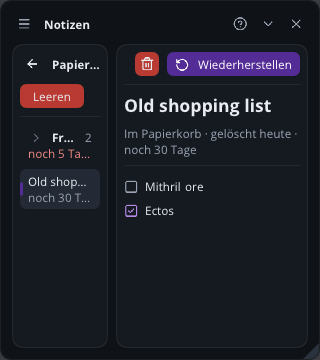 Notizen
Papier...
Leeren
Fr... 2
noch 5 Ta...
Old shop...
noch 30 T...
Wiederherstellen
Old shopping list
Im Papierkorb · gelöscht heute ·
noch 30 Tage
Mithril ore
Ectos